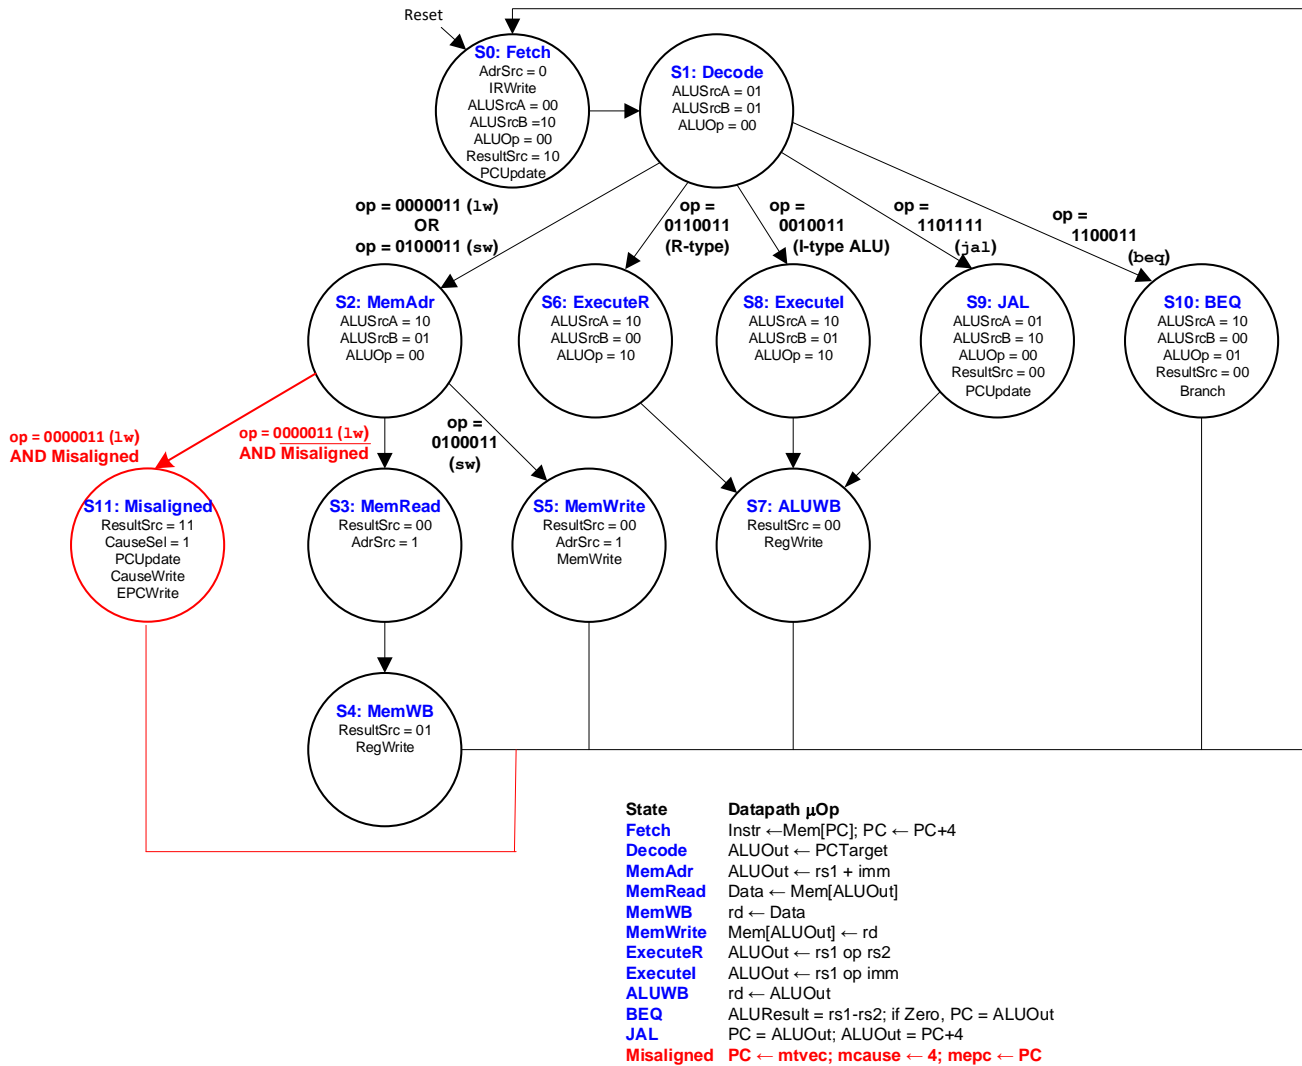 Reset
S0: Fetch
AdrSrc = 0
IRWrite
ALUSrcA = 00
ALUSrcB =10
ALUOp = 00
ResultSrc = 10
PCUpdate
S1: Decode
ALUSrcA = 01
ALUSrcB = 01
ALUOp = 00
op = 0000011 (lw)
OR
op = 0100011 (sw)
op =
0110011
(R-type)
op =
0010011
(I-type ALU)
op =
1101111
(jal)
op =
1100011
(beq)
S2: MemAdr
ALUSrcA = 10
ALUSrcB = 01
ALUOp = 00
S6: ExecuteR
ALUSrcA = 10
ALUSrcB = 00
ALUOp = 10
S8: ExecuteI
ALUSrcA = 10
ALUSrcB = 01
ALUOp = 10
S9: JAL
ALUSrcA = 01
ALUSrcB = 10
ALUOp = 00
ResultSrc = 00
PCUpdate
S10: BEQ
ALUSrcA = 10
ALUSrcB = 00
ALUOp = 01
ResultSrc = 00
Branch
op = 0000011 (lw)
AND Misaligned
op = 0000011 (lw)
AND Misaligned
op =
0100011
(sw)
S11: Misaligned
ResultSrc = 11
CauseSel = 1
PCUpdate
CauseWrite
EPCWrite
S3: MemRead
ResultSrc = 00
AdrSrc = 1
S5: MemWrite
ResultSrc = 00
AdrSrc = 1
MemWrite
S7: ALUWB
ResultSrc = 00
RegWrite
S4: MemWB
ResultSrc = 01
RegWrite
State Datapath μOp
Fetch Instr ←Mem[PC]; PC ← PC+4
Decode ALUOut ← PCTarget
MemAdr ALUOut ← rs1 + imm
MemRead Data ← Mem[ALUOut]
MemWB rd ← Data
MemWrite Mem[ALUOut] ← rd
ExecuteR ALUOut ← rs1 op rs2
ExecuteI ALUOut ← rs1 op imm
ALUWB rd ← ALUOut
BEQ ALUResult = rs1-rs2; if Zero, PC = ALUOut
JAL PC = ALUOut; ALUOut = PC+4
Misaligned PC ← mtvec; mcause ← 4; mepc ← PC